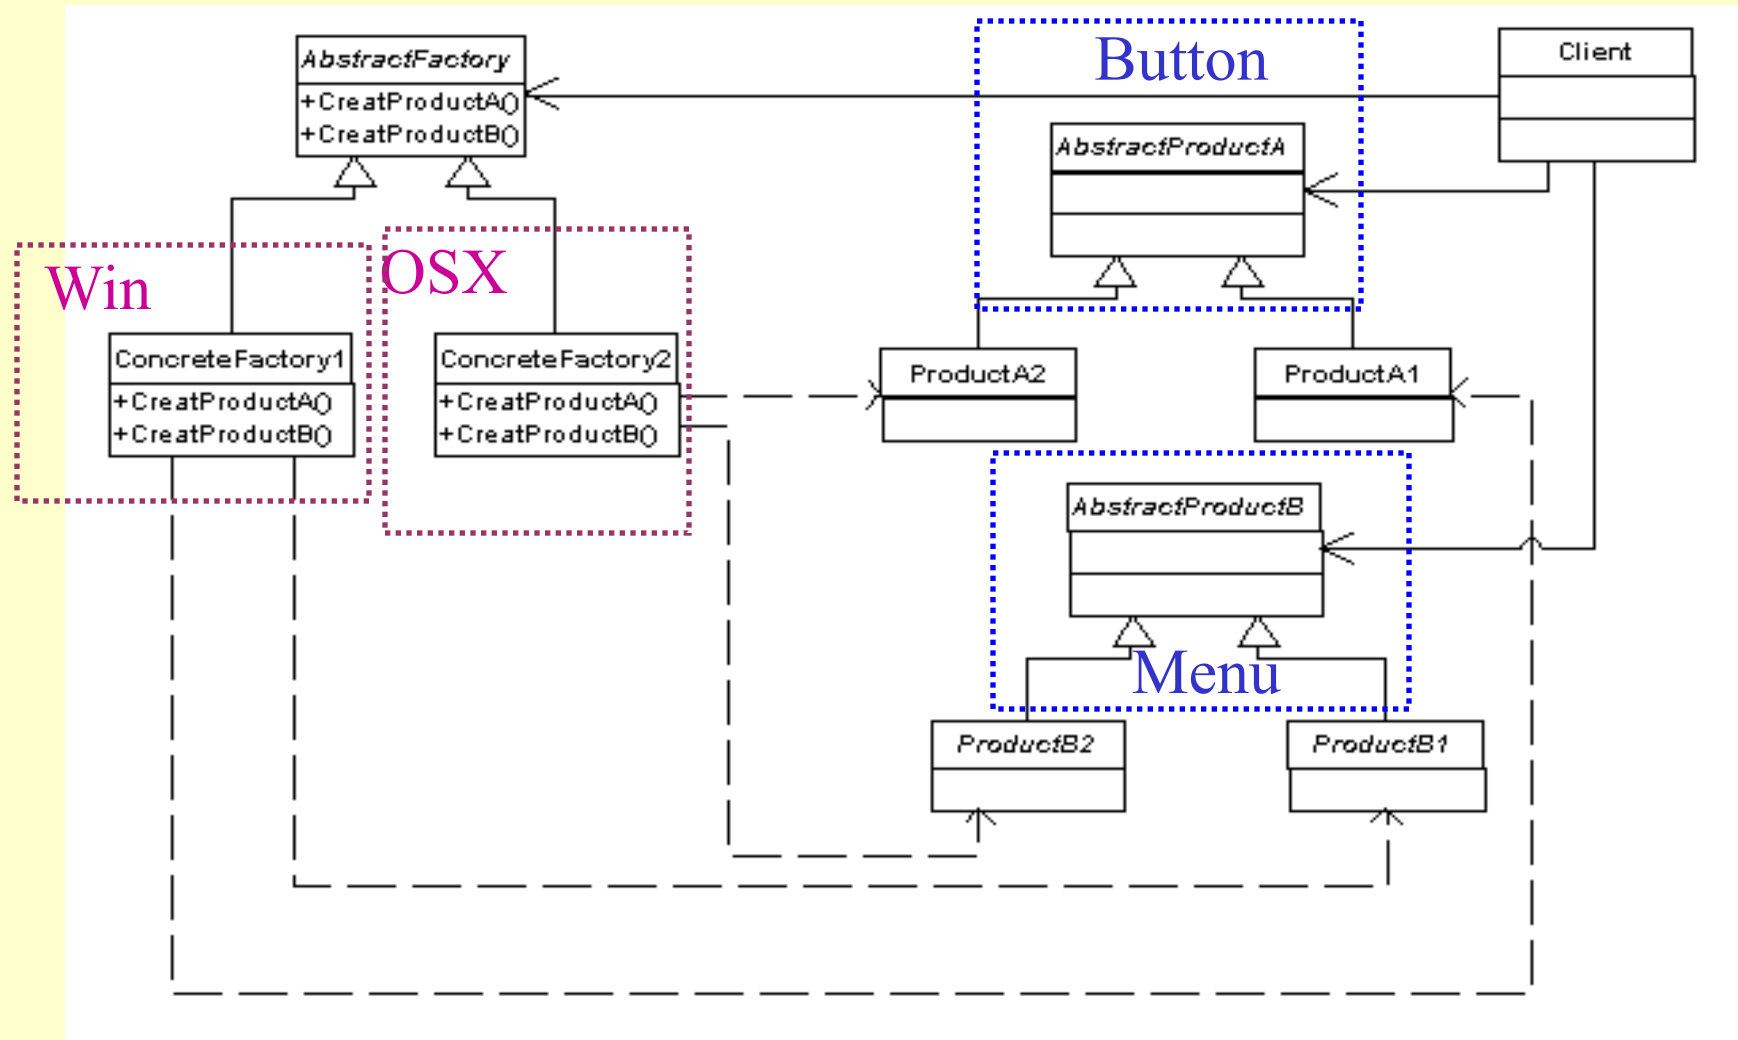 Button
Client
AbstractFactory
+CreatProductA()
+CreatProductB()
AbstractProductA
Win
OSX
ConcreteFactory1
+CreatProductA()
+CreatProductB()
ConcreteFactory2
+CreatProductA()
+CreatProductB()
ProductA2
ProductA1
AbstractProductB
Menu
ProductB2
ProductB1